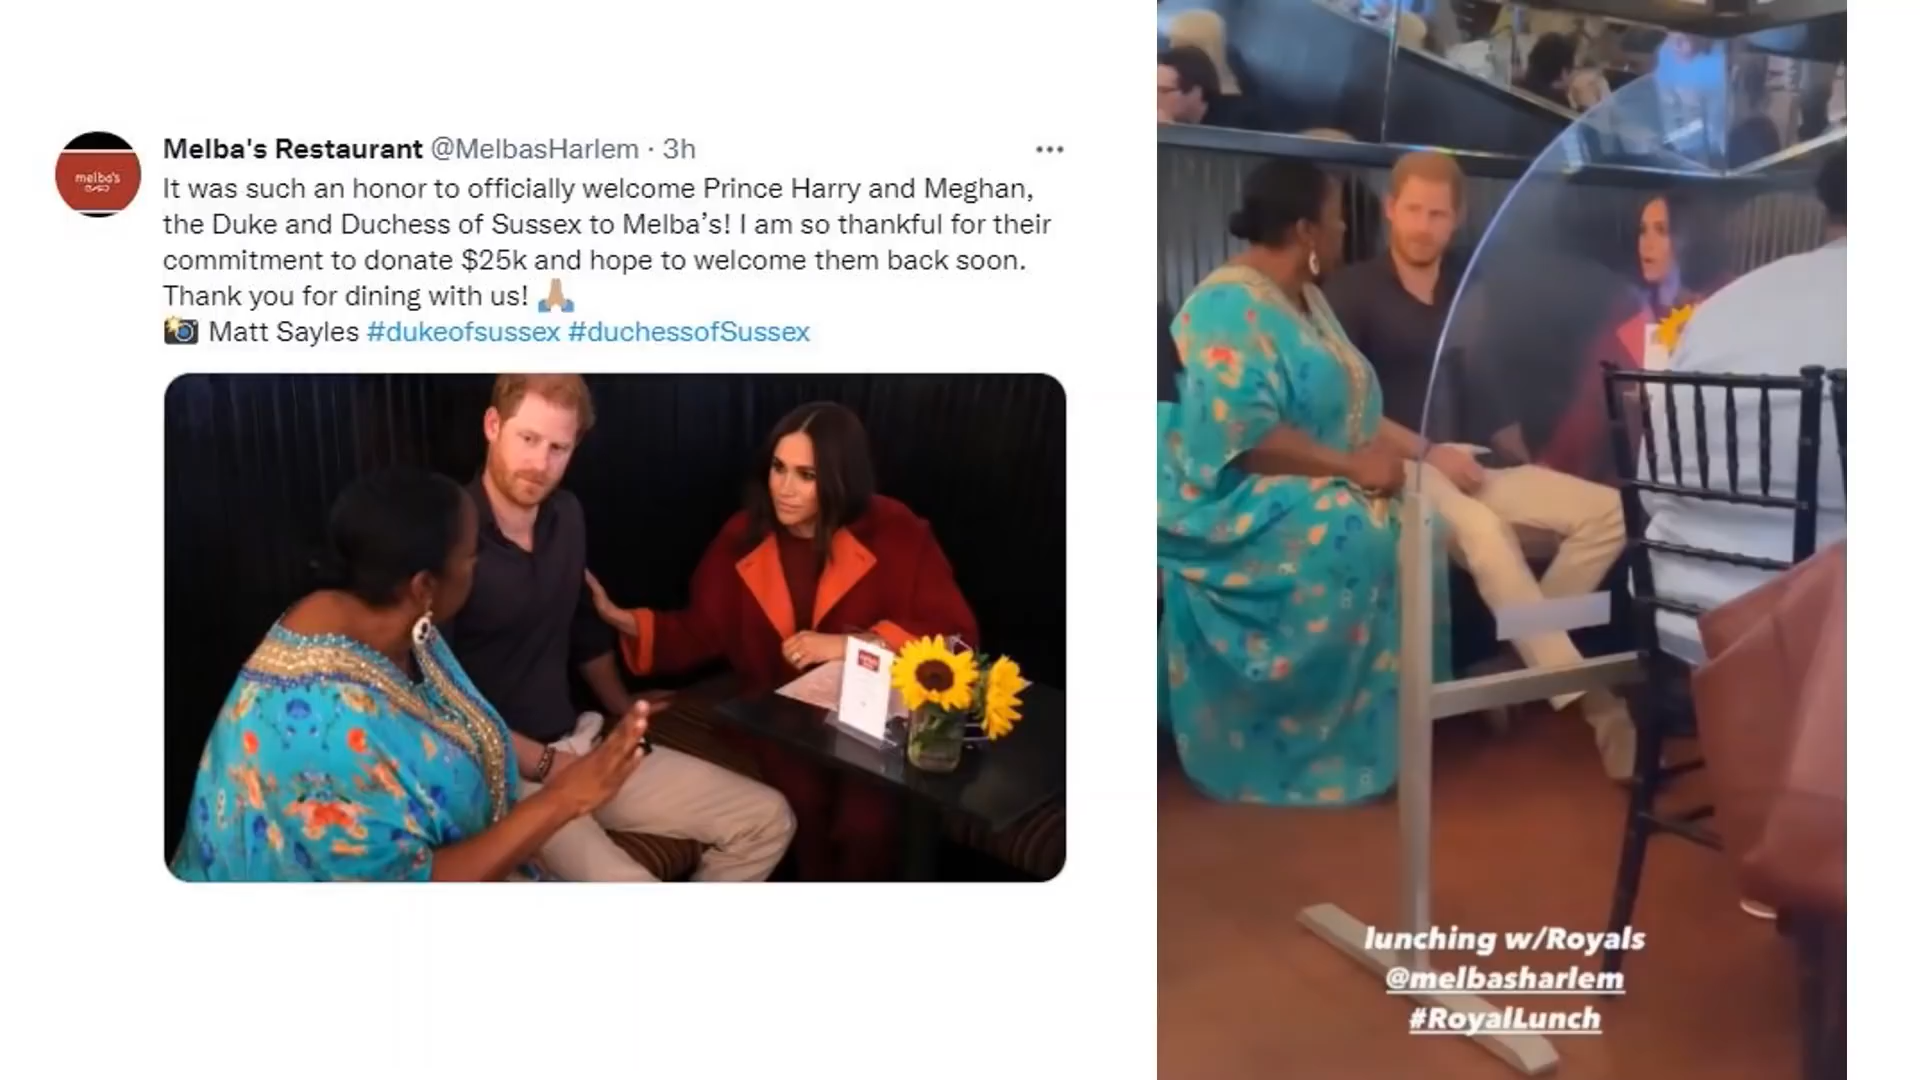 melba's
Melba's Restaurant @MelbasHarlem · 3h
It was such an honor to officially welcome Prince Harry and Meghan,
the Duke and Duchess of Sussex to Melba’s! I am so thankful for their
commitment to donate $25k and hope to welcome them back soon.
Thank you for dining with us! 🙏🏼
📸 Matt Sayles #dukeofsussex #duchessofSussex
lunching w/Royals
@melbasharlem
#RoyalLunch